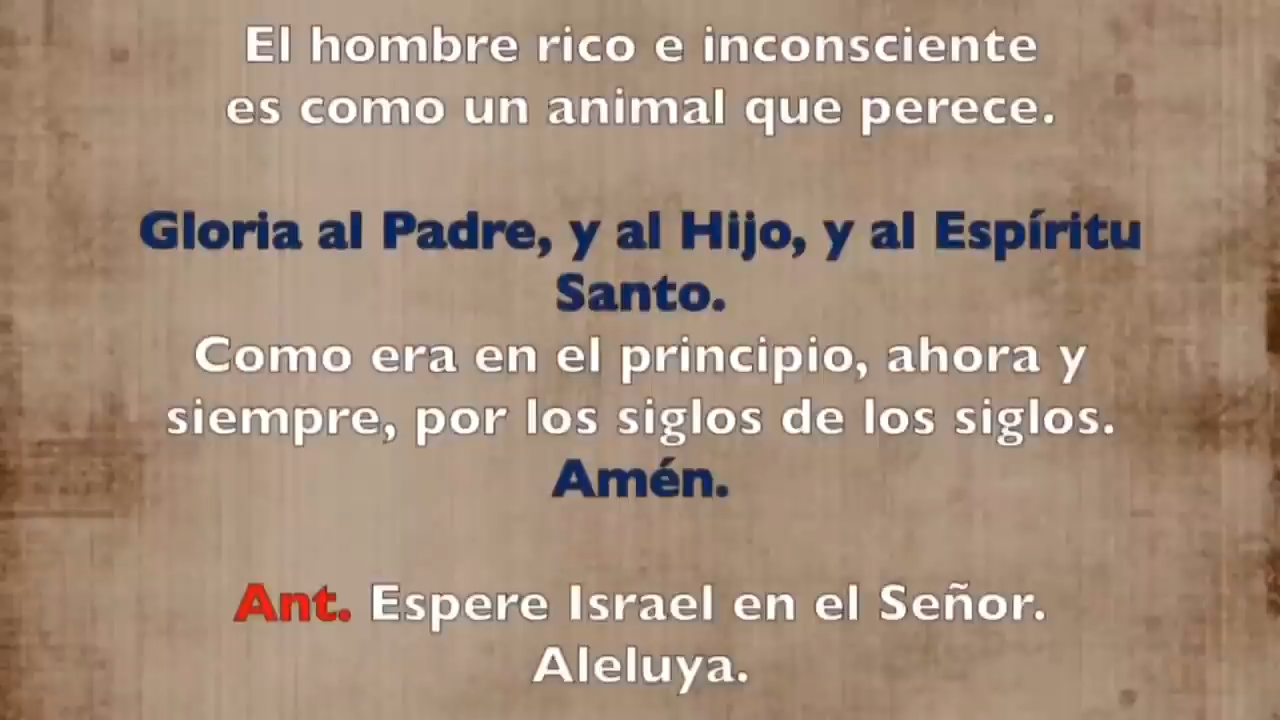 El hombre rico e inconsciente
es como un animal que perece.
Gloria al Padre, y al Hijo, y al Espíritu
Santo.
Como era en el principio, ahora y
siempre, por los siglos de los siglos.
Amén.
Ant. Espere Israel en el Señor.
Aleluya.